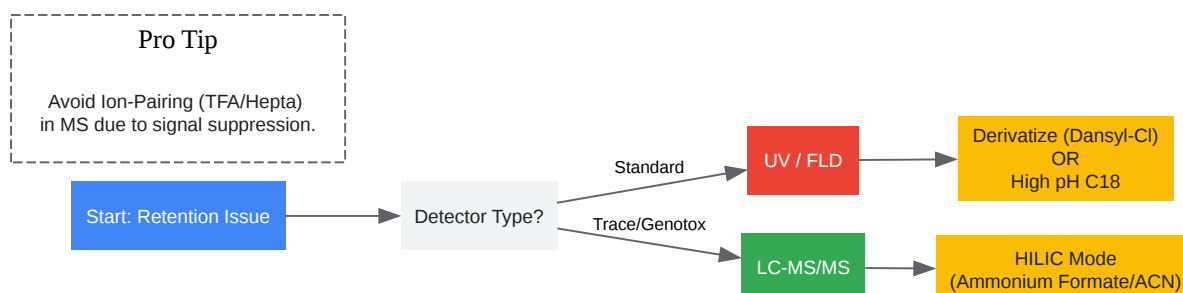 Pro Tip
Avoid Ion-Pairing (TFA/Hepta)
in MS due to signal suppression.
Start: Retention Issue
Detector Type?
Standard
Trace/Genotox
UV / FLD
Derivatize (Dansyl-Cl)
OR
High pH C18
LC-MS/MS
HILIC Mode
(Ammonium Formate/ACN)